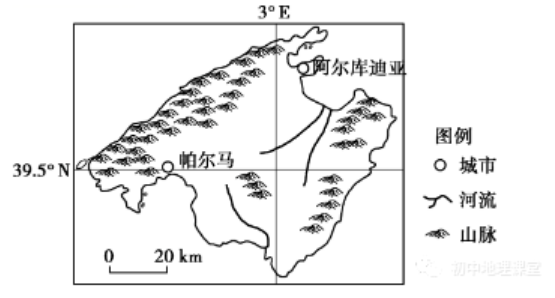 3° E
阿尔库迪亚
帕尔马
39.5° N
0 20 km
图例
城市
河流
山脉
初中地理课堂